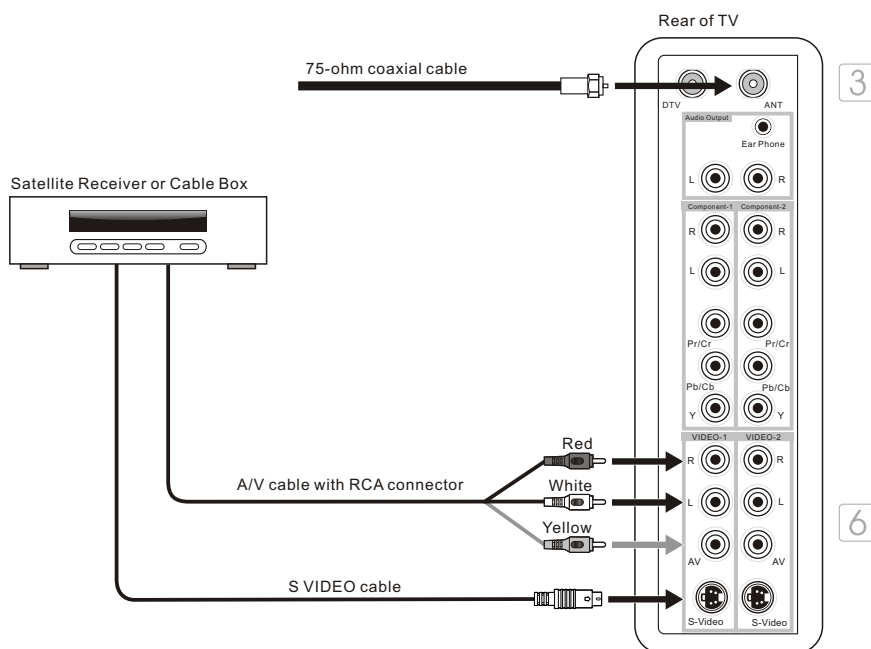 Rear of TV
75-ohm coaxial cable
3
DTV
ANT
Audio Output
Ear Phone
L
R
Satellite Receiver or Cable Box
Component-1
Component-2
R
R
L
L
Pr/Cr
Pr/Cr
Pb/Cb
Pb/Cb
Y
Y
VIDEO-1
VIDEO-2
Red
R
R
A/V cable with RCA connector
White
L
L
6
Yellow
AV
AV
S VIDEO cable
S-Video
S-Video